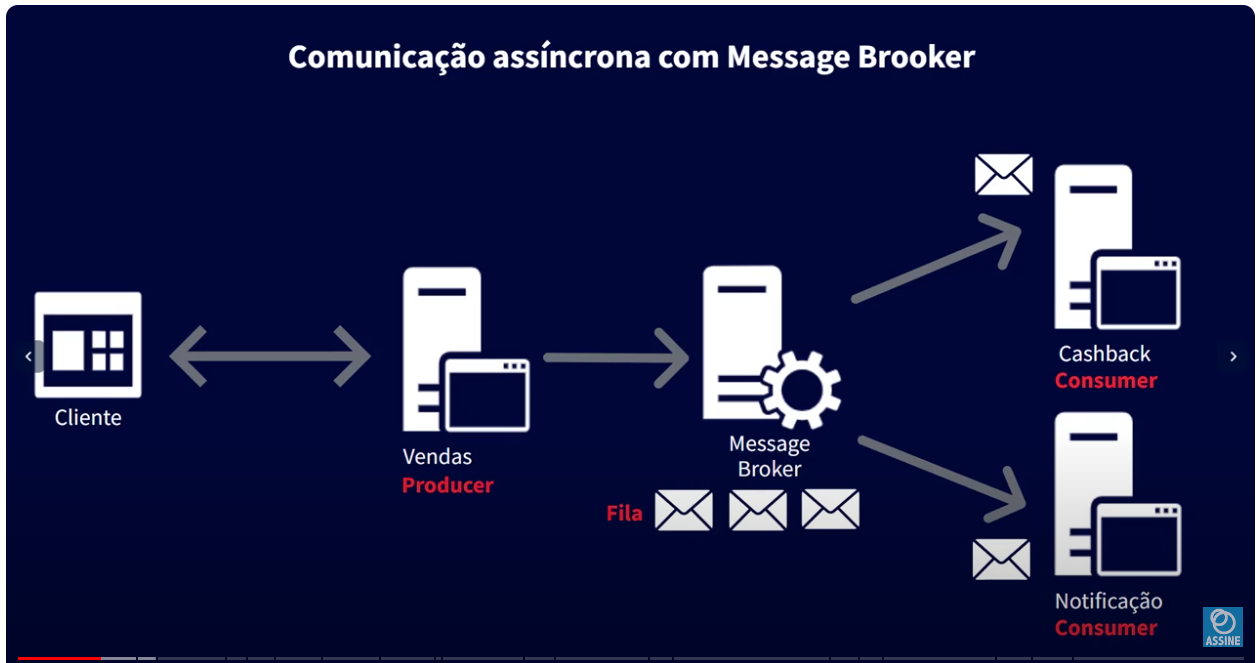 Comunicação assíncrona com Message Brooker
Cliente
Vendas
Producer
Message
Broker
Fila
Cashback
Consumer
Notificação
Consumer
ASSINE